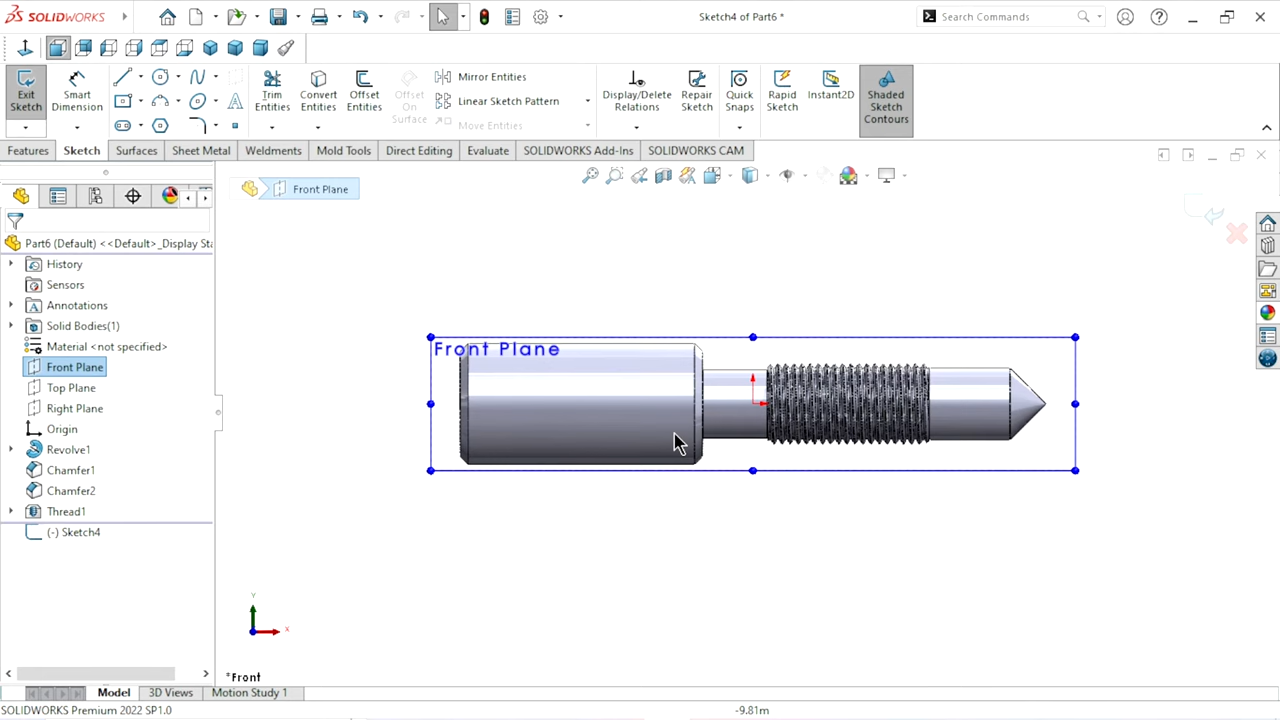 SOLIDWORKS
Sketch4 of Part6 *
Search Commands
Exit Sketch
Smart Dimension
Trim Entities
Convert Entities
Offset Entities
Offset On Surface
Mirror Entities
Linear Sketch Pattern
Move Entities
Display/Delete Relations
Repair Sketch
Quick Snaps
Rapid Sketch
Instant2D
Shaded Sketch Contours
Features
Sketch
Surfaces
Sheet Metal
Weldments
Mold Tools
Direct Editing
Evaluate
SOLIDWORKS Add-Ins
SOLIDWORKS CAM
Front Plane
Part6 (Default) <<Default>_Display Sta
History
Sensors
Annotations
Solid Bodies(1)
Material <not specified>
Front Plane
Top Plane
Right Plane
Origin
Revolve1
Chamfer1
Chamfer2
Thread1
(-) Sketch4
Front Plane
Y
X
*Front
Model
3D Views
Motion Study 1
SOLIDWORKS Premium 2022 SP1.0
-9.81m